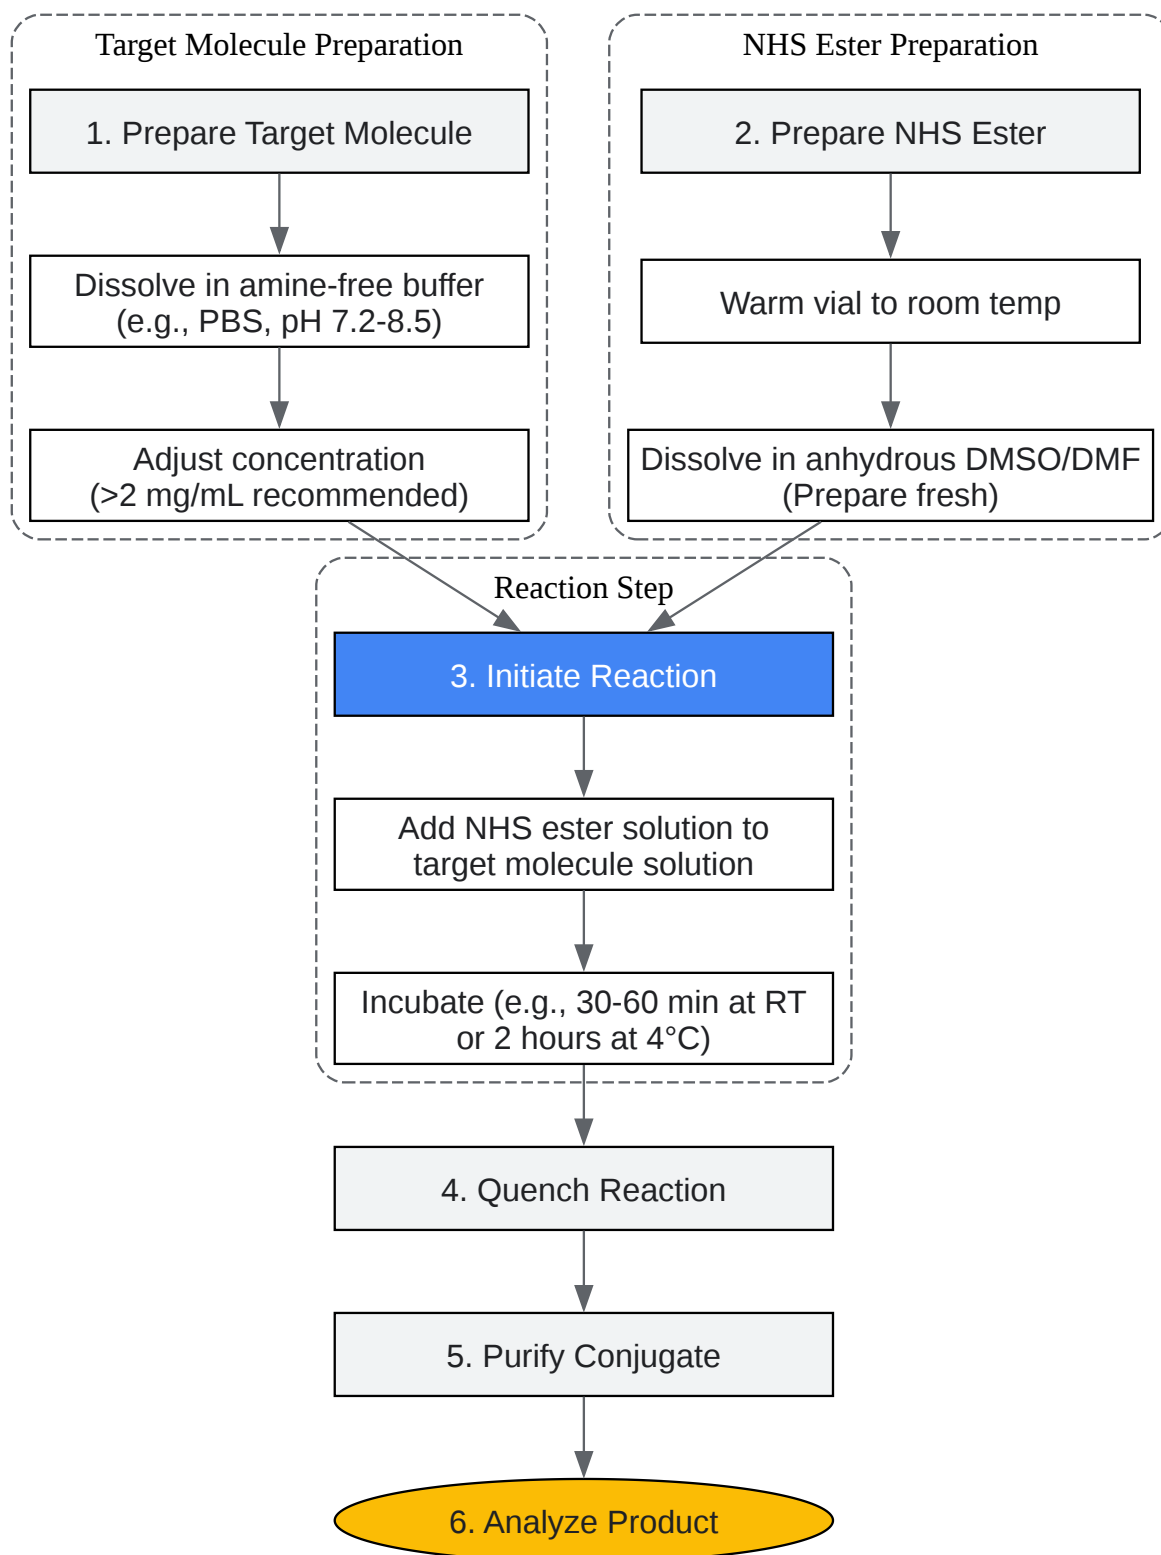 Target Molecule Preparation
1. Prepare Target Molecule
Dissolve in amine-free buffer
(e.g., PBS, pH 7.2-8.5)
Adjust concentration
(>2 mg/mL recommended)
NHS Ester Preparation
2. Prepare NHS Ester
Warm vial to room temp
Dissolve in anhydrous DMSO/DMF
(Prepare fresh)
Reaction Step
3. Initiate Reaction
Add NHS ester solution to
target molecule solution
Incubate (e.g., 30-60 min at RT
or 2 hours at 4°C)
4. Quench Reaction
5. Purify Conjugate
6. Analyze Product